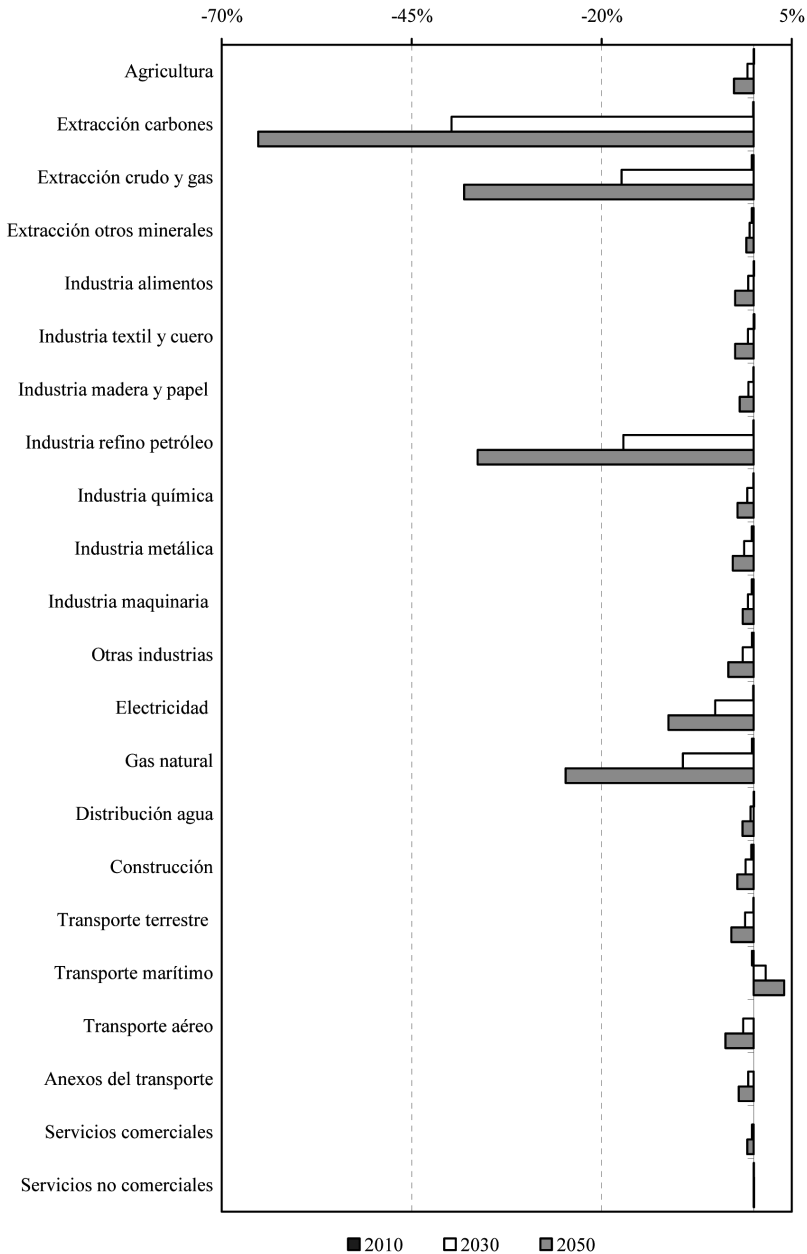 -70% -45% -20% 5%
Agricultura
Extracción carbones
Extracción crudo y gas
Extracción otros minerales
Industria alimentos
Industria textil y cuero
Industria madera y papel
Industria refino petróleo
Industria química
Industria metálica
Industria maquinaria
Otras industrias
Electricidad
Gas natural
Distribución agua
Construcción
Transporte terrestre
Transporte marítimo
Transporte aéreo
Anexos del transporte
Servicios comerciales
Servicios no comerciales
2010 2030 2050